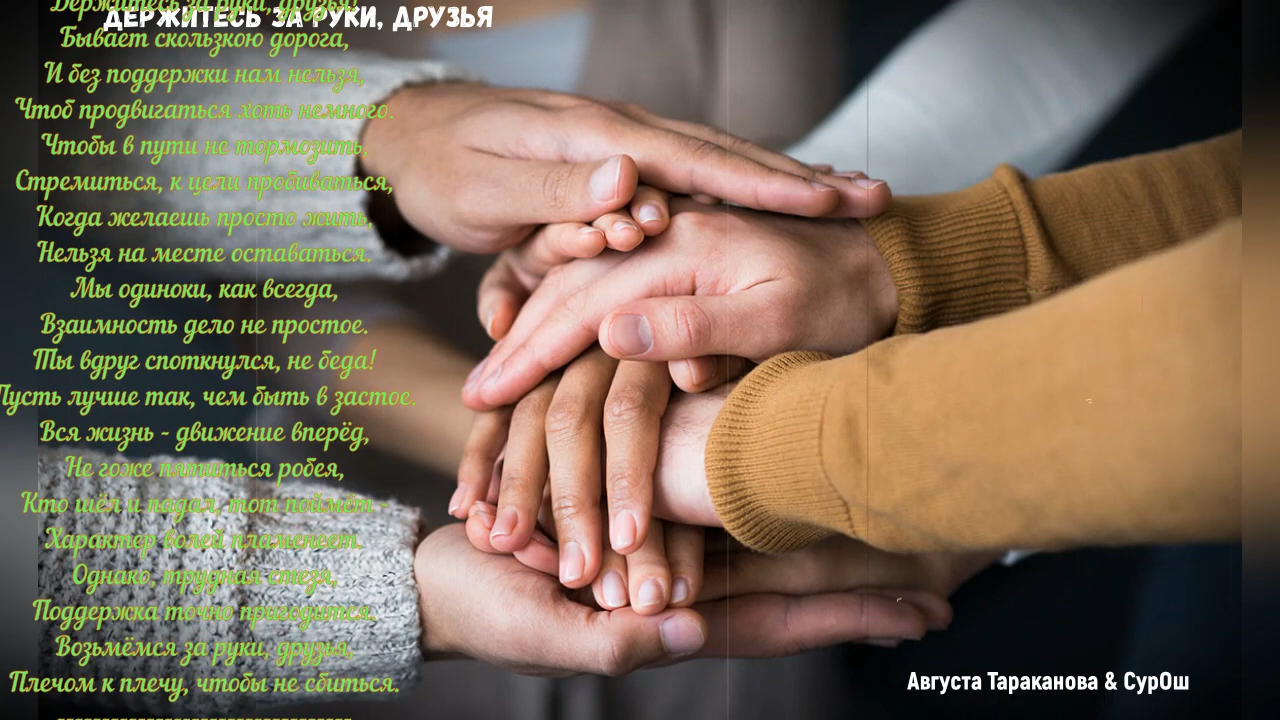 Держитесь за руки, друзья!
ДЕРЖИТЕСЬ ЗА РУКИ, ДРУЗЬЯ
Бывает скользкою дорога,
И без поддержки нам нельзя,
Чтоб продвигаться хоть немного.
Чтобы в пути не тормозить,
Стремиться, к цели пробиваться,
Когда желаешь просто жить,
Нельзя на месте оставаться.
Мы одиноки, как всегда,
Взаимность дело не простое.
Ты вдруг споткнулся, не беда!
Пусть лучше так, чем быть в застое.
Вся жизнь - движение вперёд,
Не гоже пятиться робея,
Кто шёл и падал, тот поймёт -
Характер волей пламенеет.
Однако, трудная стезя,
Поддержка точно пригодится.
Возьмёмся за руки, друзья,
Плечом к плечу, чтобы не сбиться.
Августа Тараканова & СурОш